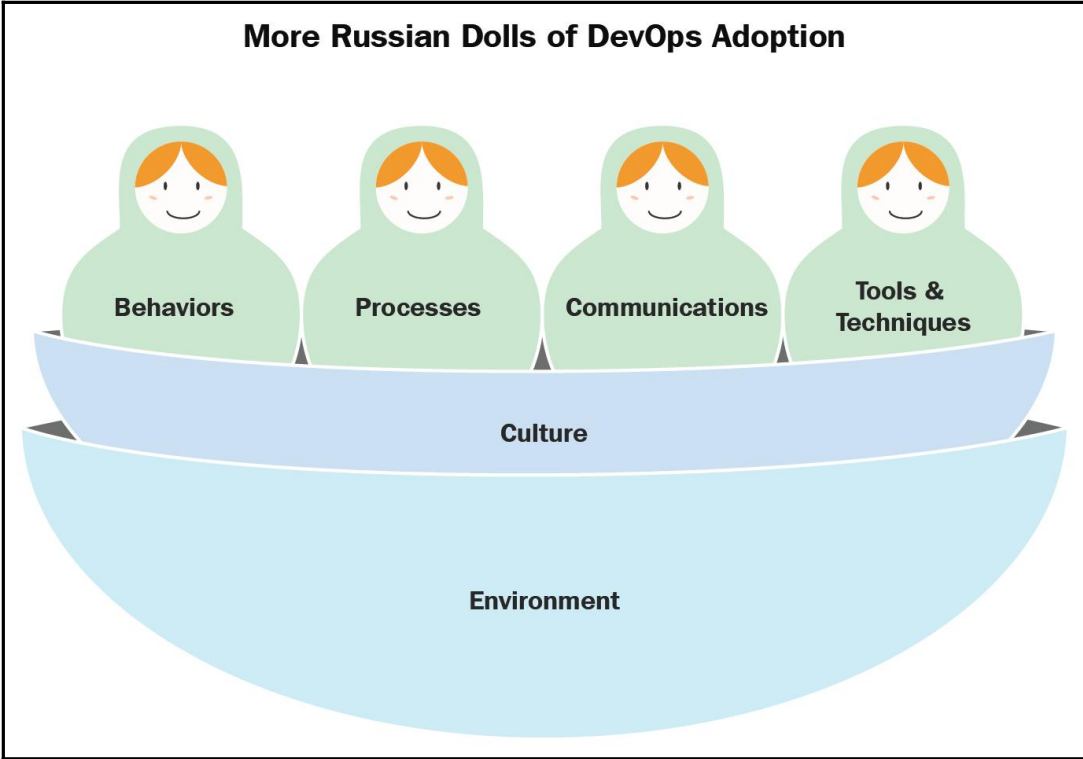 More Russian Dolls of DevOps Adoption
Behaviors
Processes
Communications
Tools &
Techniques
Culture
Environment